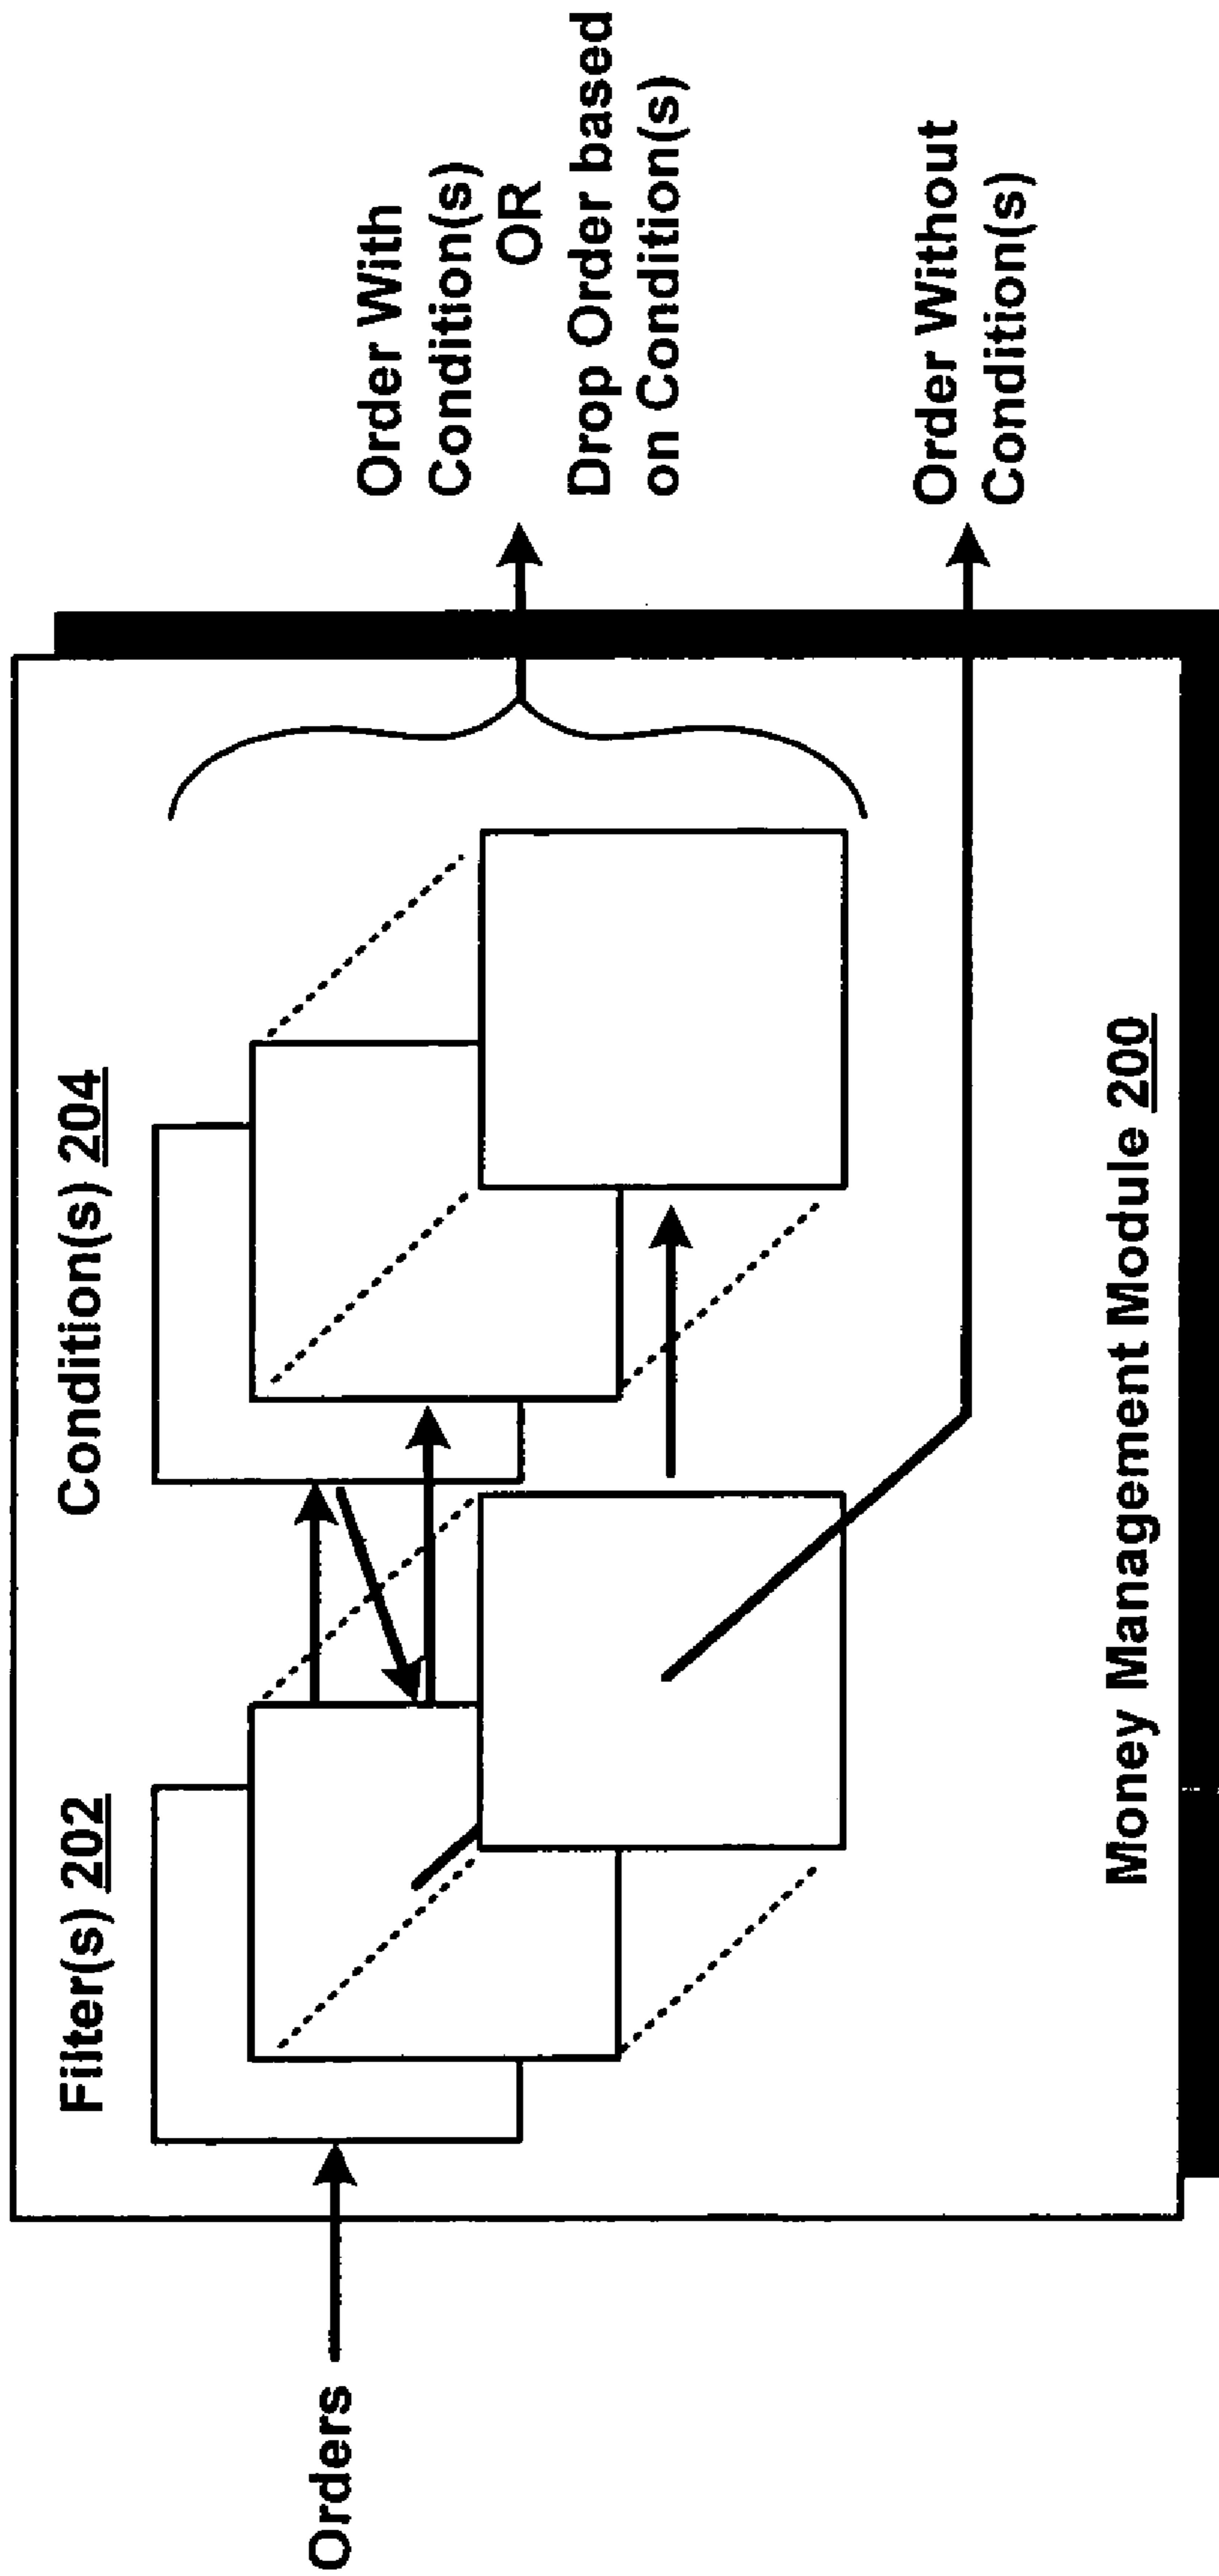 Orders
Filter(s) 202
Condition(s) 204
Money Management Module 200
Order With
Condition(s)
OR
Drop Order based
on Condition(s)
Order Without
Condition(s)